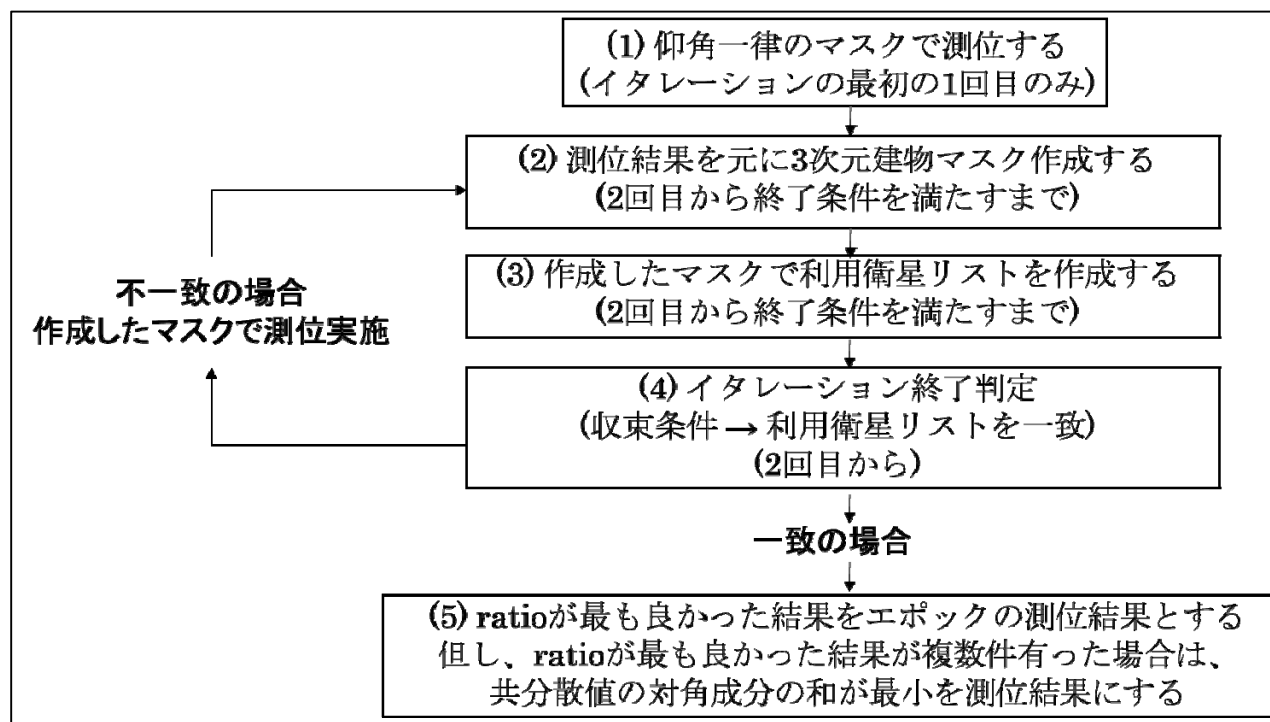 (1) 仰角一律のマスクで測位する
(イタレーションの最初の1回目のみ)
(2) 測位結果を元に3次元建物マスク作成する
(2回目から終了条件を満たすまで)
(3) 作成したマスクで利用衛星リストを作成する
(2回目から終了条件を満たすまで)
不一致の場合
作成したマスクで測位実施
(4) イタレーション終了判定
(収束条件 → 利用衛星リストを一致)
(2回目から)
一致の場合
(5) ratioが最も良かった結果をエポックの測位結果とする
但し、ratioが最も良かった結果が複数件有った場合は、
共分散値の対角成分の和が最小を測位結果にする